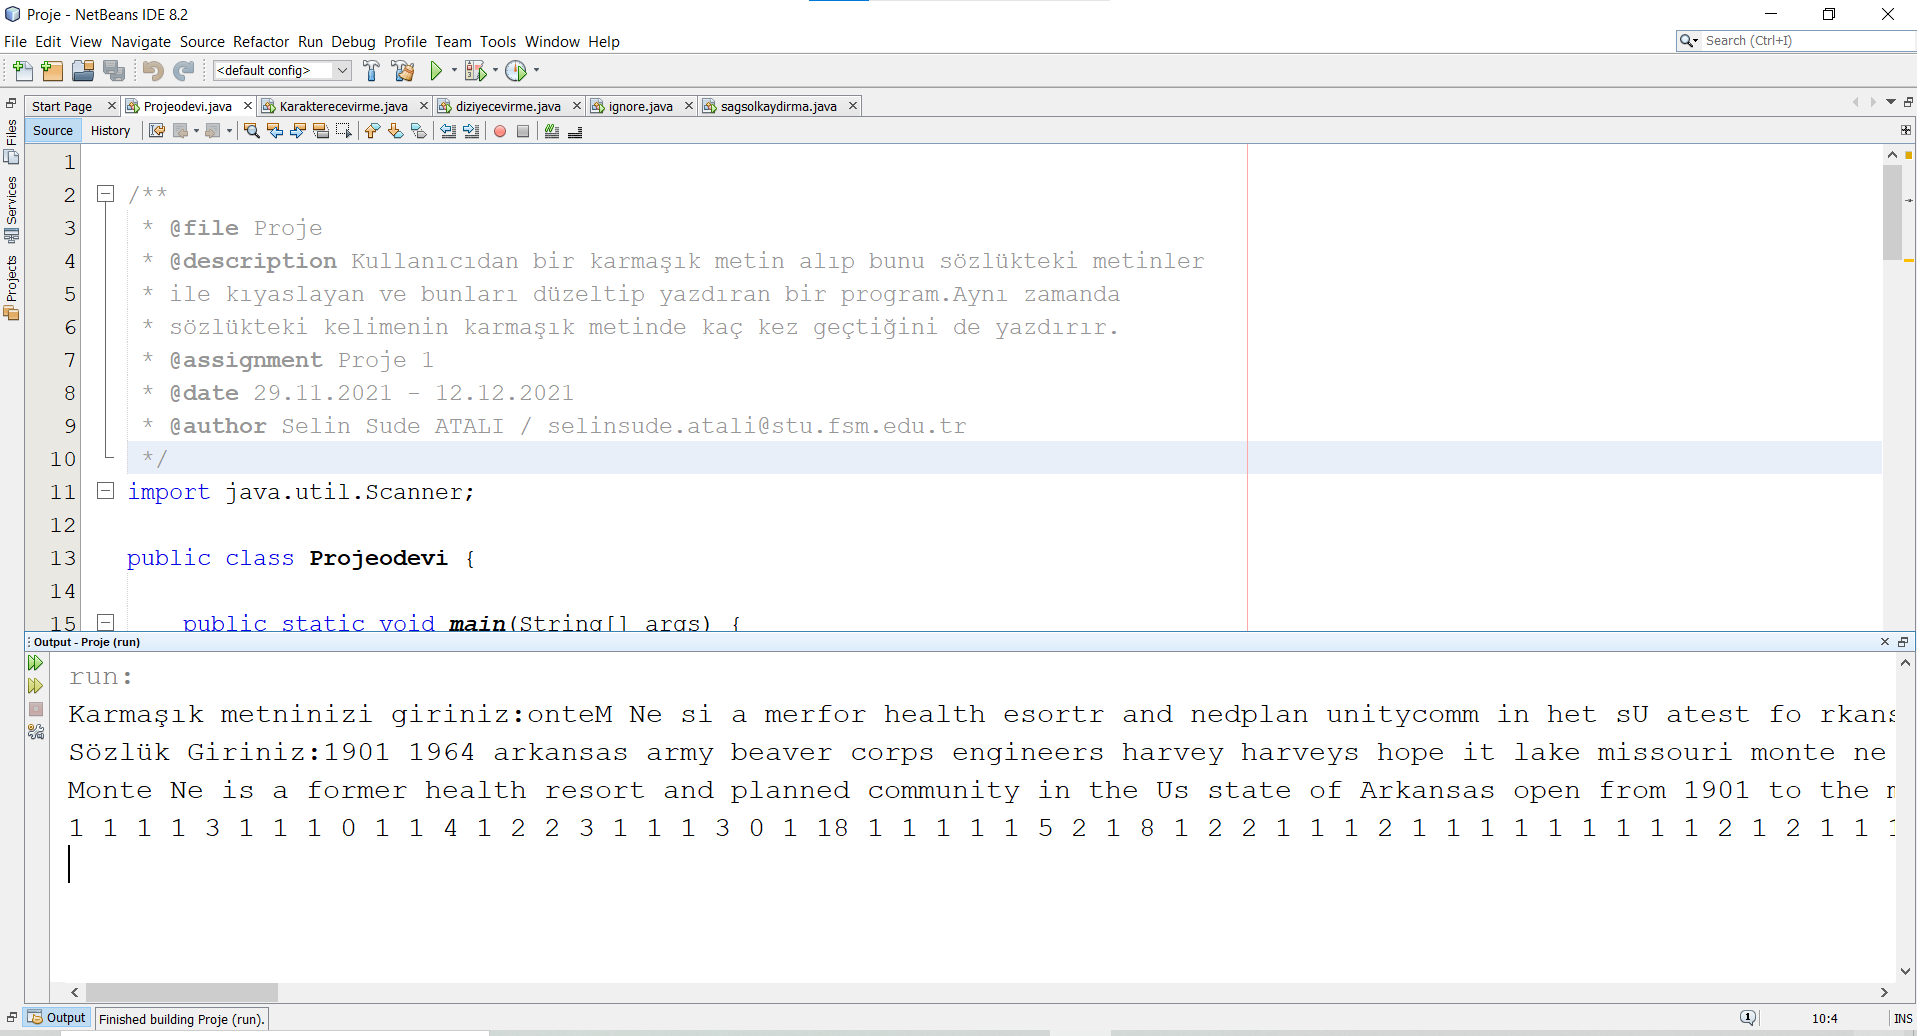 Proje - NetBeans IDE 8.2
File Edit View Navigate Source Refactor Run Debug Profile Team Tools Window Help
Search (Ctrl+I)
<default config>
Start Page Projeodevi.java Karakterecevirme.java diziyecevirme.java ignore.java sagsolkaydirma.java
Source History
Files
Services
Projects
1
2 /**
3 * @file Proje
4 * @description Kullanıcıdan bir karmaşık metin alıp bunu sözlükteki metinler
5 * ile kıyaslayan ve bunları düzeltip yazdıran bir program.Aynı zamanda
6 * sözlükteki kelimenin karmaşık metinde kaç kez geçtiğini de yazdırır.
7 * @assignment Proje 1
8 * @date 29.11.2021 - 12.12.2021
9 * @author Selin Sude ATALI / selinsude.atali@stu.fsm.edu.tr
10 */
11 import java.util.Scanner;
12
13 public class Projeodevi {
14
15 public static void main(String[] args) {
Output - Proje (run)
run:
Karmaşık metninizi giriniz:onteM Ne si a merfor health esortr and nedplan unitycomm in het sU atest fo rkans
Sözlük Giriniz:1901 1964 arkansas army beaver corps engineers harvey harveys hope it lake missouri monte ne
Monte Ne is a former health resort and planned community in the Us state of Arkansas open from 1901 to the
1 1 1 1 3 1 1 1 0 1 1 4 1 2 2 3 1 1 1 3 0 1 18 1 1 1 1 1 5 2 1 8 1 2 2 1 1 1 2 1 1 1 1 1 1 1 1 1 2 1 2 1 1 1
Output
Finished building Proje (run).
10:4
INS